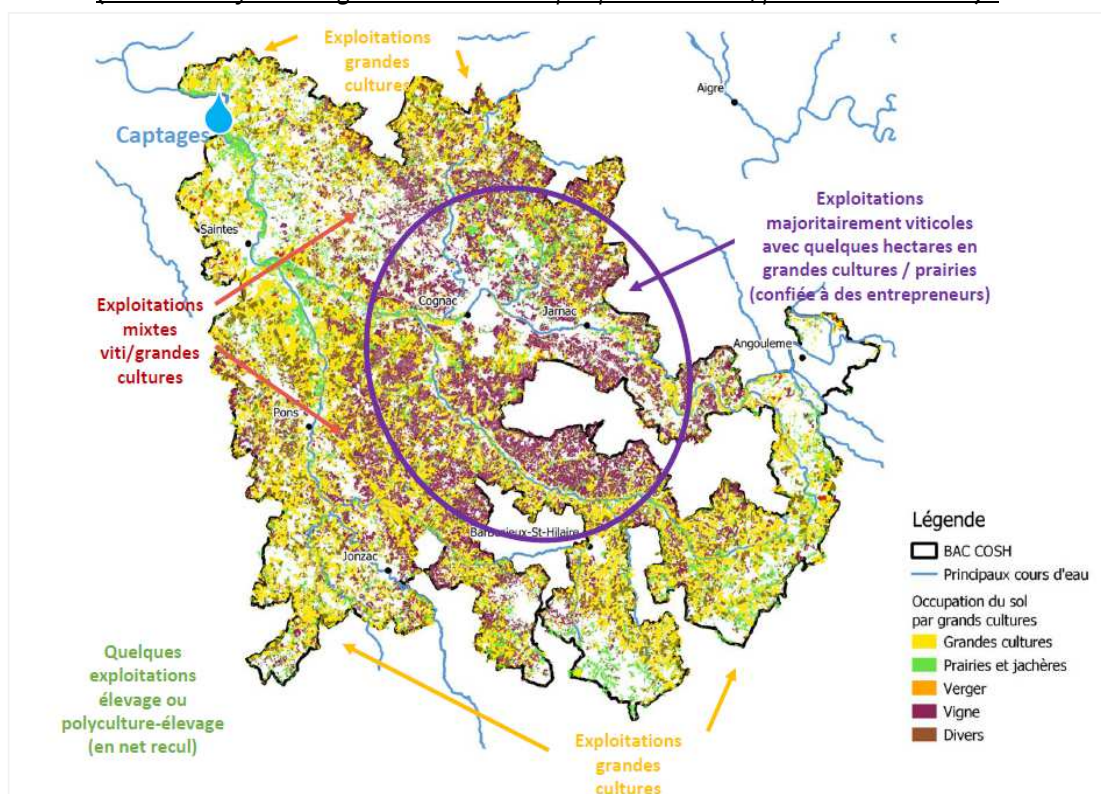 Exploitations
grandes
cultures
Captages
Aigre
Saintes
Exploitations
majoritairement viticoles
avec quelques hectares en
grandes cultures / prairies
(confiée à des entrepreneurs)
Exploitations
mixtes
viti/grandes
cultures
Cognac
Jarnac
Angouleme
Pons
Barbezieux-St-Hilaire
Jonzac
Quelques
exploitations
élevage ou
polyculture-élevage
(en net recul)
Exploitations
grandes
cultures
Légende
BAC COSH
Principaux cours d'eau
Occupation du sol
par grands cultures
Grandes cultures
Prairies et jachères
Verger
Vigne
Divers